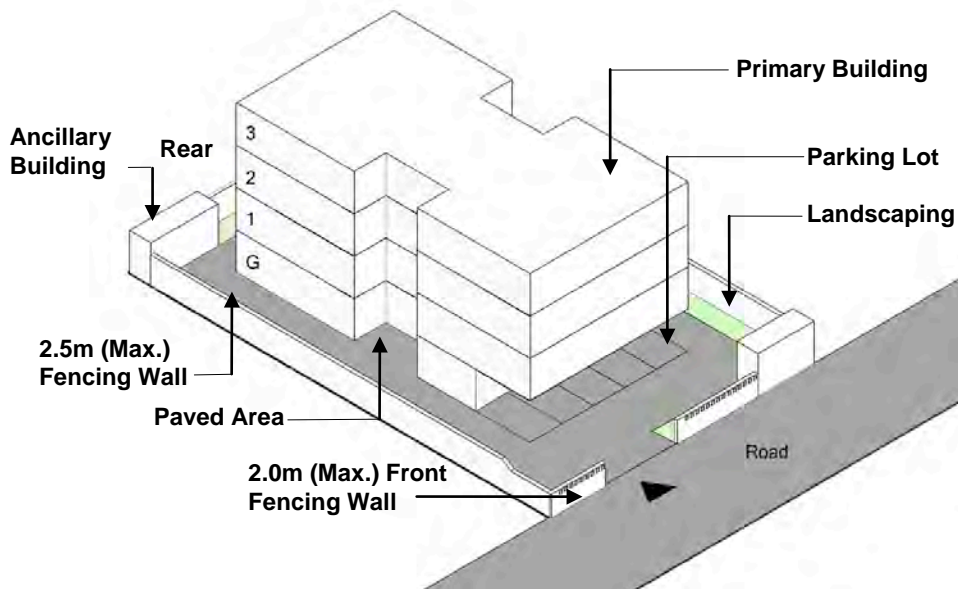 Primary Building
Ancillary
Building
Rear
Parking Lot
Landscaping
3
2
1
G
2.5m (Max.)
Fencing Wall
Paved Area
2.0m (Max.) Front
Fencing Wall
Road